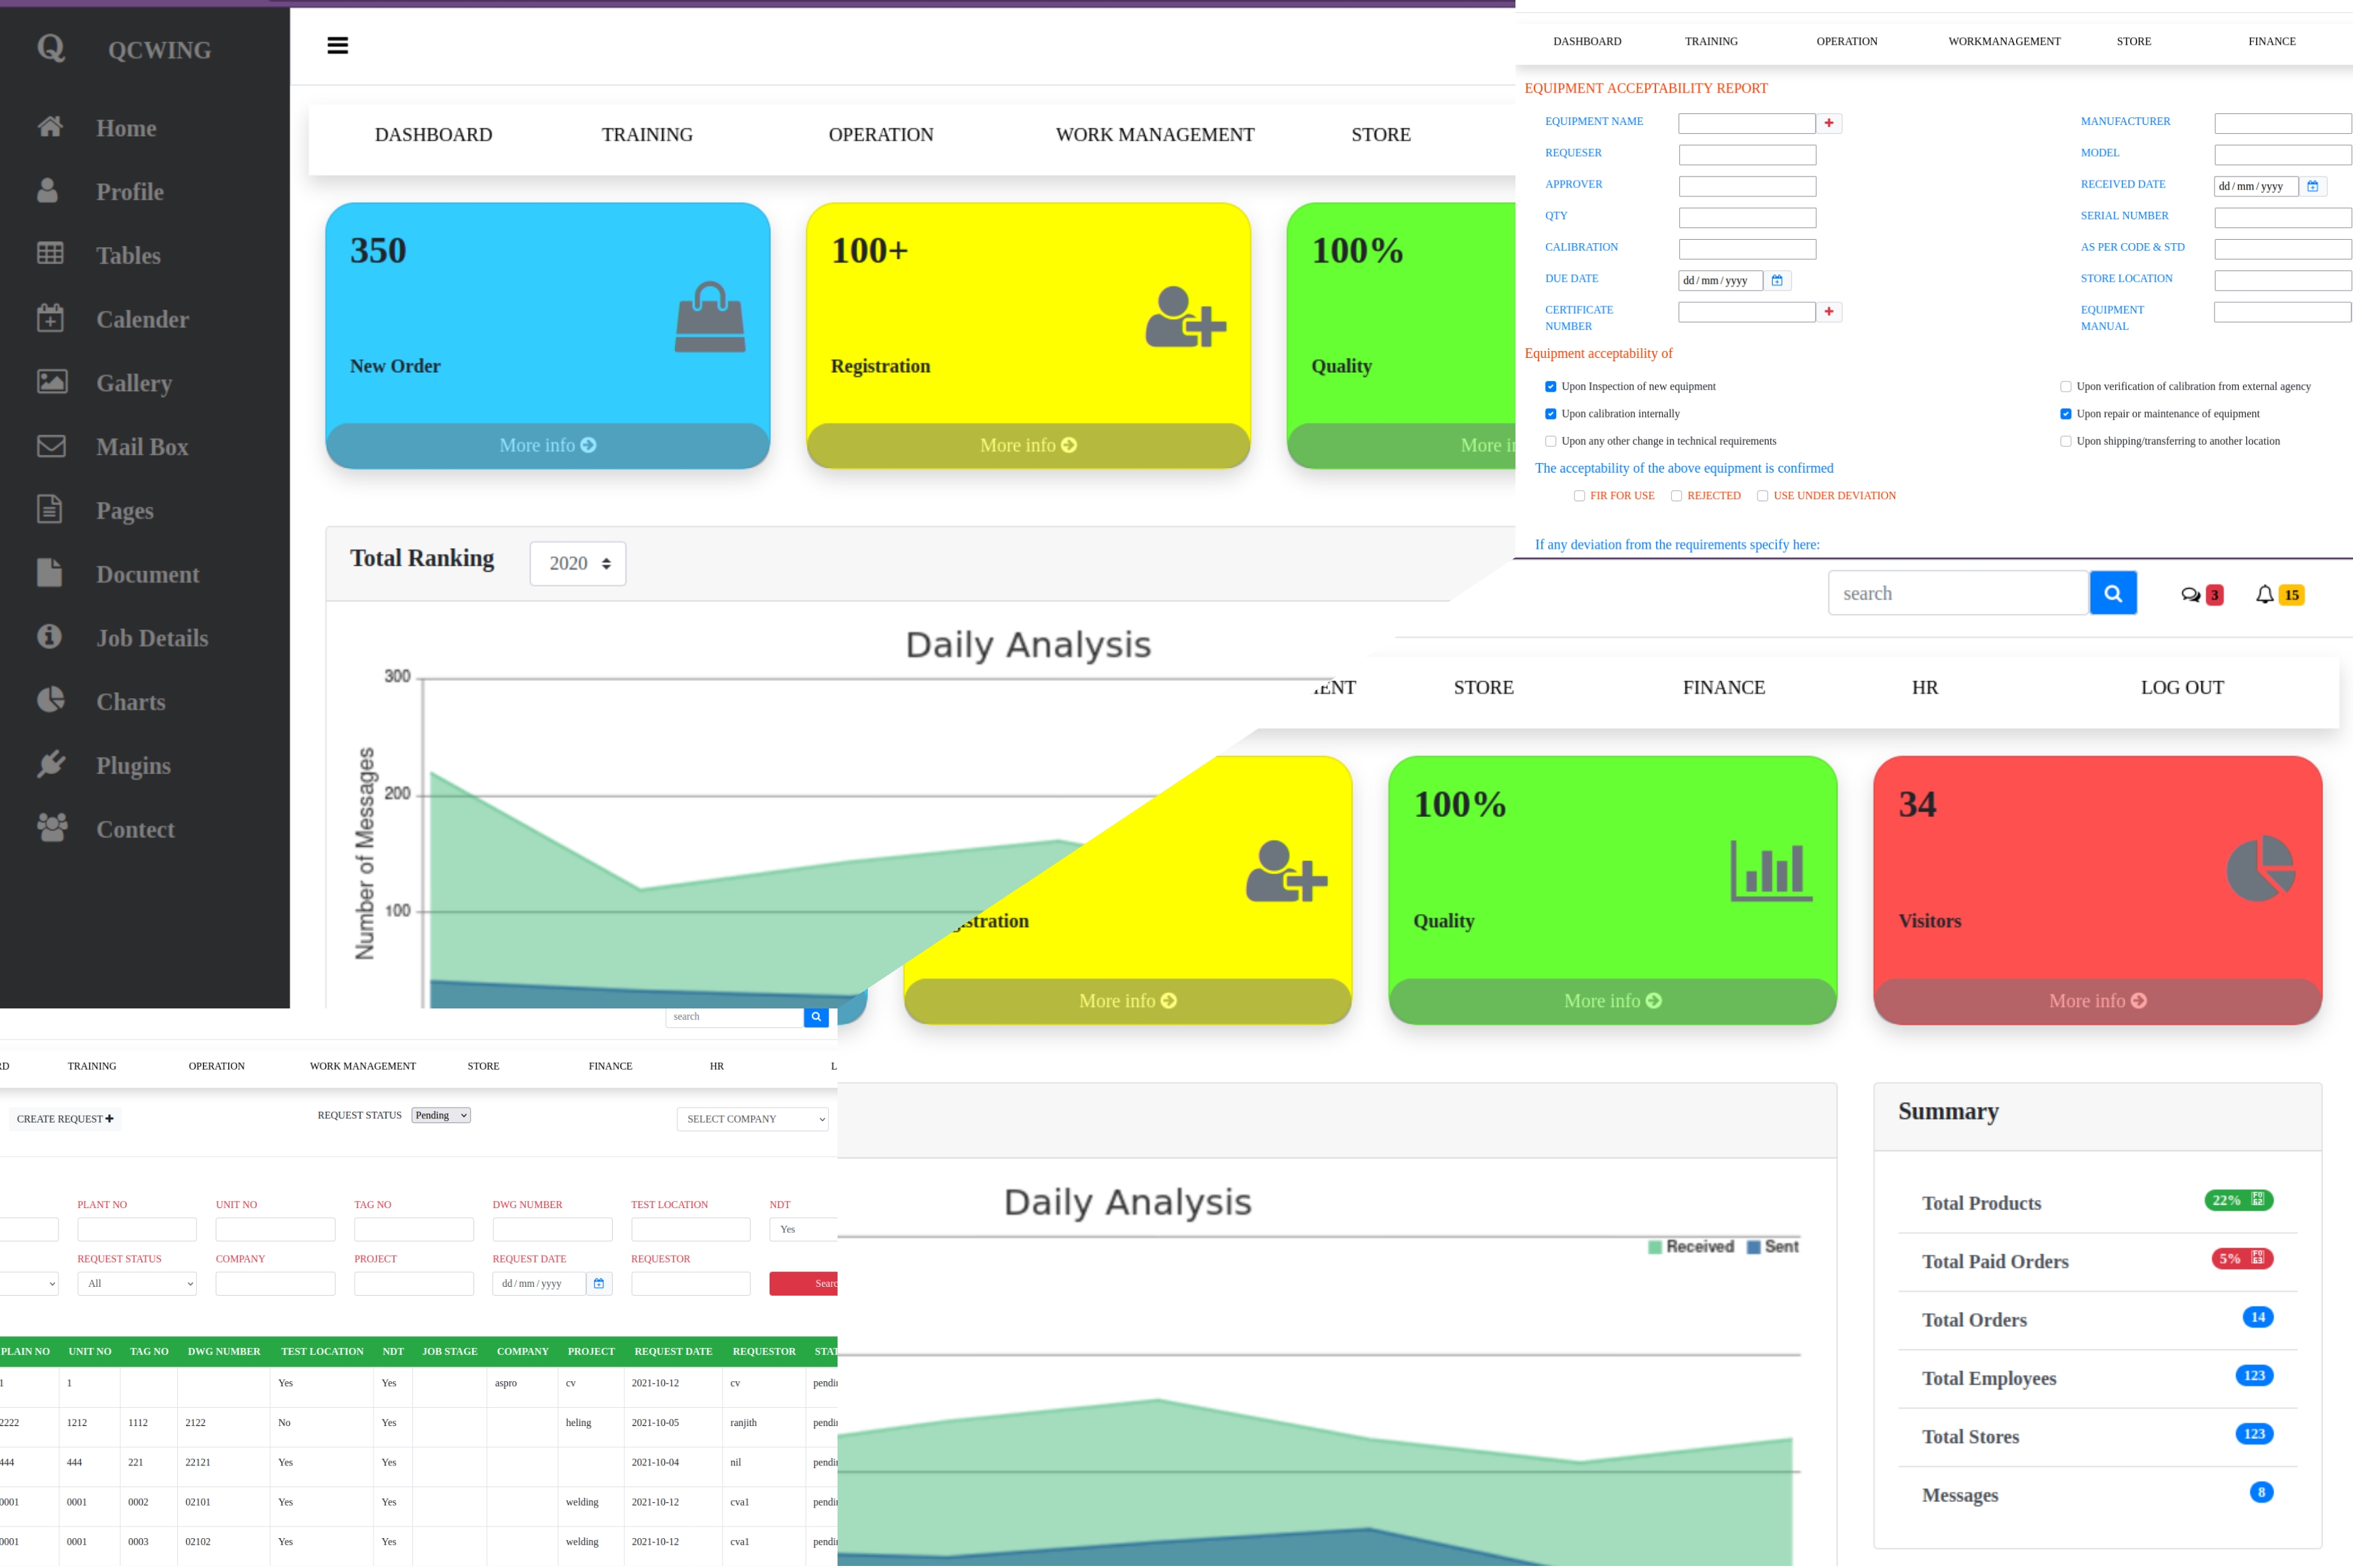 Q QCWING
Home
Profile
Tables
Calender
Gallery
Mail Box
Pages
Document
Job Details
Charts
Plugins
Contect
DASHBOARD TRAINING OPERATION WORK MANAGEMENT STORE
350
New Order
More info
100+
Registration
More info
100%
Quality
More
Total Ranking 2020
Daily Analysis
300
200
100
Number of Messages
DASHBOARD TRAINING OPERATION WORKMANAGEMENT STORE FINANCE
EQUIPMENT ACCEPTABILITY REPORT
EQUIPMENT NAME MANUFACTURER
REQUESER MODEL
APPROVER RECEIVED DATE dd/mm/yyyy
QTY SERIAL NUMBER
CALIBRATION AS PER CODE & STD
DUE DATE dd/mm/yyyy STORE LOCATION
CERTIFICATE NUMBER EQUIPMENT MANUAL
Equipment acceptability of
Upon Inspection of new equipment Upon verification of calibration from external agency
Upon calibration internally Upon repair or maintenance of equipment
Upon any other change in technical requirements Upon shipping/transferring to another location
The acceptability of the above equipment is confirmed
FIR FOR USE REJECTED USE UNDER DEVIATION
If any deviation from the requirements specify here:
search 3 15
ENT STORE FINANCE HR LOG OUT
stration
More info
100%
Quality
More info
34
Visitors
More info
Daily Analysis
Received Sent
Summary
Total Products 22%
Total Paid Orders 5%
Total Orders 14
Total Employees 123
Total Stores 123
Messages 8
search
RD TRAINING OPERATION WORK MANAGEMENT STORE FINANCE HR L
CREATE REQUEST REQUEST STATUS Pending SELECT COMPANY
PLANT NO UNIT NO TAG NO DWG NUMBER TEST LOCATION NDT
Yes
REQUEST STATUS COMPANY PROJECT REQUEST DATE REQUESTOR
All dd/mm/yyyy Searc
PLAIN NO UNIT NO TAG NO DWG NUMBER TEST LOCATION NDT JOB STAGE COMPANY PROJECT REQUEST DATE REQUESTOR STAT
1 1 Yes Yes aspro cv 2021-10-12 cv pendi
2222 1212 1112 2122 No Yes heling 2021-10-05 ranjith pendi
444 444 221 22121 Yes Yes 2021-10-04 nil pendi
0001 0001 0002 02101 Yes Yes welding 2021-10-12 cva1 pendi
0001 0001 0003 02102 Yes Yes welding 2021-10-12 cva1 pendi